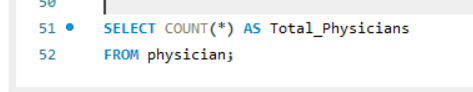 50
51 SELECT COUNT(*) AS Total_Physicians
52 FROM physician;